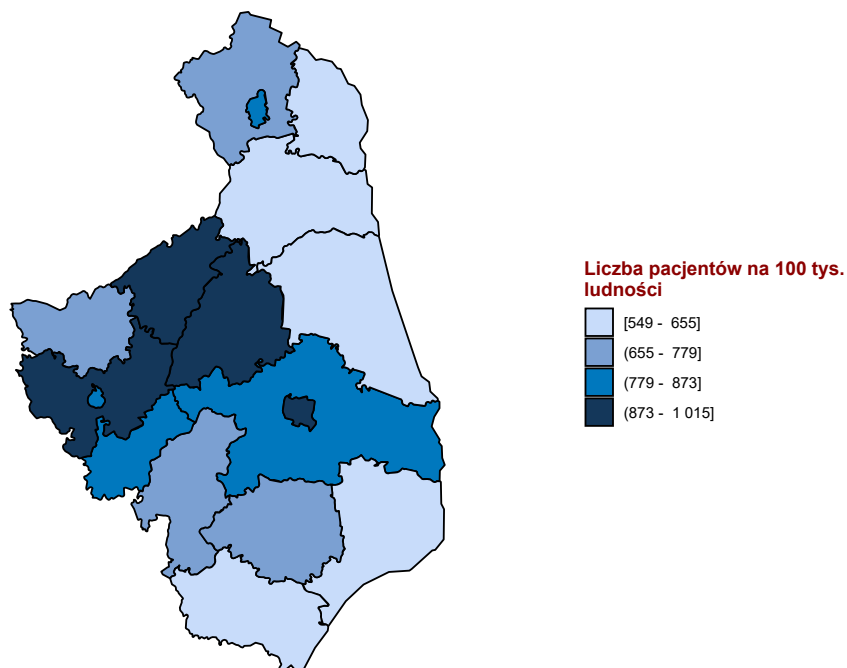 Liczba pacjentów na 100 tys.
ludności
[549 - 655]
(655 - 779]
(779 - 873]
(873 - 1 015]